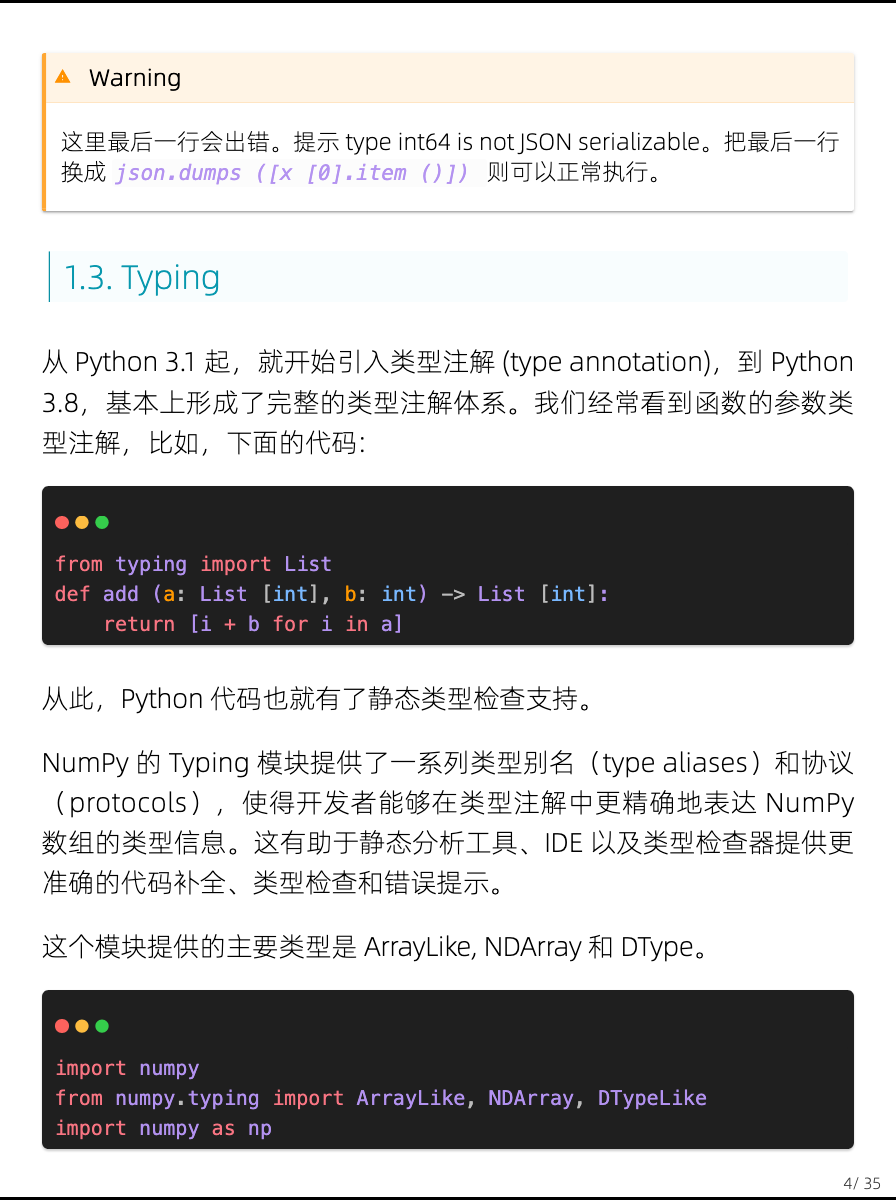 Warning
这里最后一行会出错。提示 type int64 is not JSON serializable。把最后一行
换成 json.dumps ([x [0].item ()]) 则可以正常执行。
1.3. Typing
从 Python 3.1 起，就开始引入类型注解 (type annotation)，到 Python
3.8，基本上形成了完整的类型注解体系。我们经常看到函数的参数类
型注解，比如，下面的代码:
from typing import List
def add (a: List [int], b: int) -> List [int]:
    return [i + b for i in a]
从此，Python 代码也就有了静态类型检查支持。
NumPy 的 Typing 模块提供了一系列类型别名（type aliases）和协议
（protocols），使得开发者能够在类型注解中更精确地表达 NumPy
数组的类型信息。这有助于静态分析工具、IDE 以及类型检查器提供更
准确的代码补全、类型检查和错误提示。
这个模块提供的主要类型是 ArrayLike, NDArray 和 DType。
import numpy
from numpy.typing import ArrayLike, NDArray, DTypeLike
import numpy as np
4/ 35